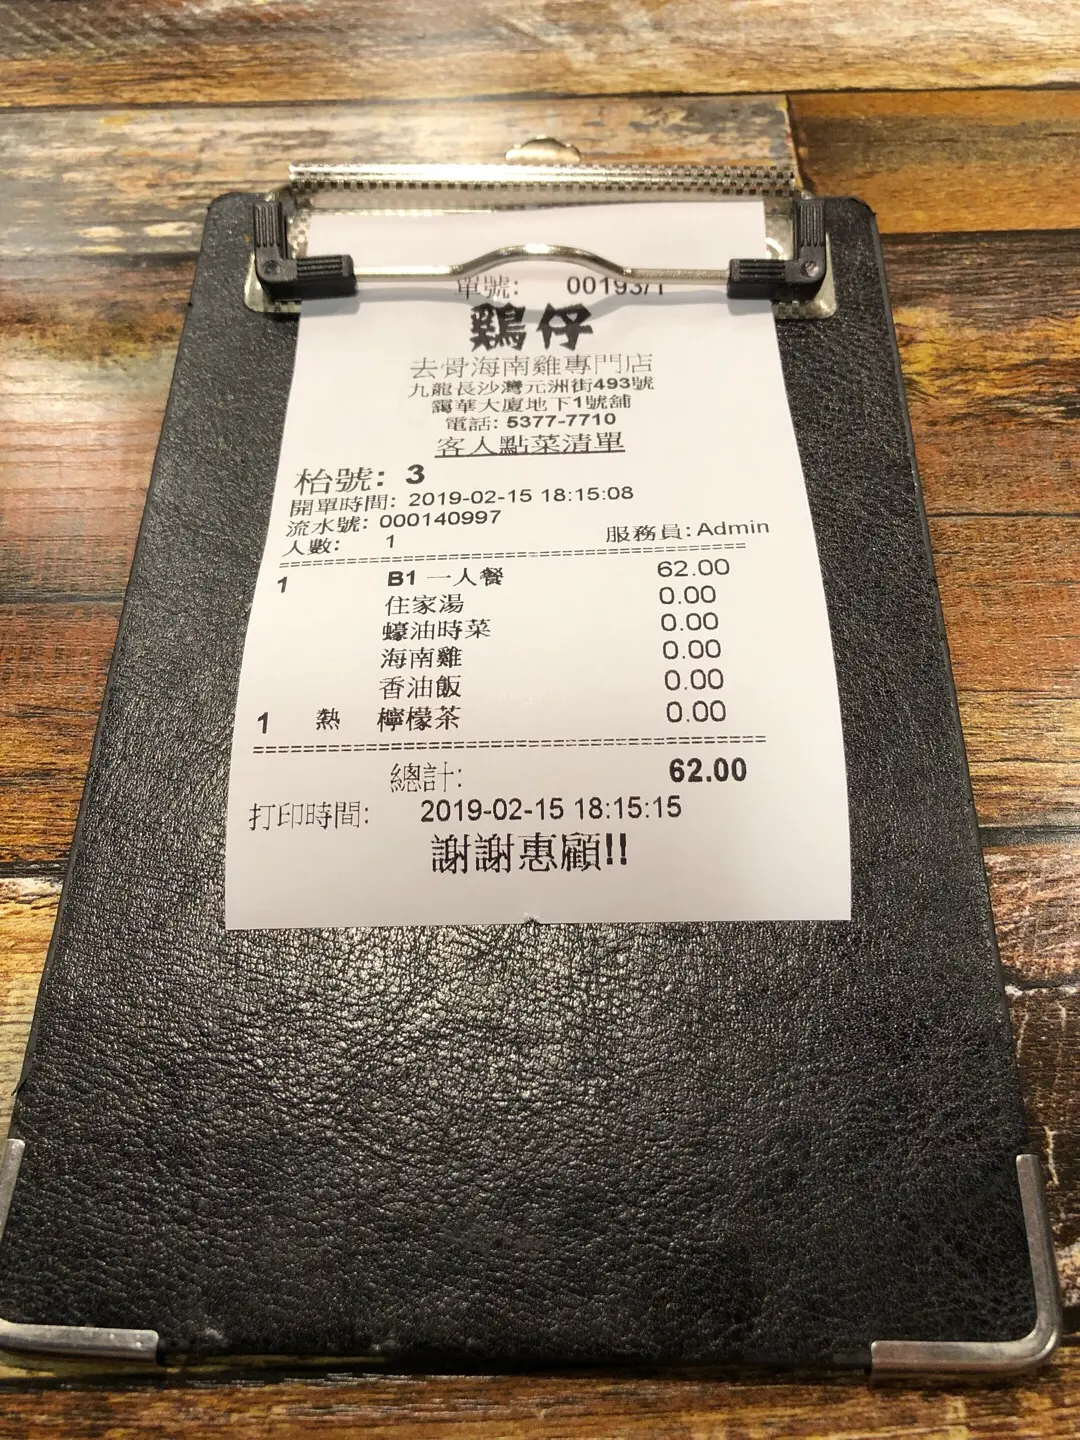 單號: 00193/1
鷄仔
去骨海南雞專門店
九龍長沙灣元洲街493號
靄華大廈地下1號舖
電話: 5377-7710
客人點菜清單
枱號: 3
開單時間: 2019-02-15 18:15:08
流水號: 000140997
人數: 1 服務員: Admin
1 B1 一人餐 62.00
住家湯 0.00
蠔油時菜 0.00
海南雞 0.00
香油飯 0.00
1 熱 檸檬茶 0.00
總計: 62.00
打印時間: 2019-02-15 18:15:15
謝謝惠顧!!